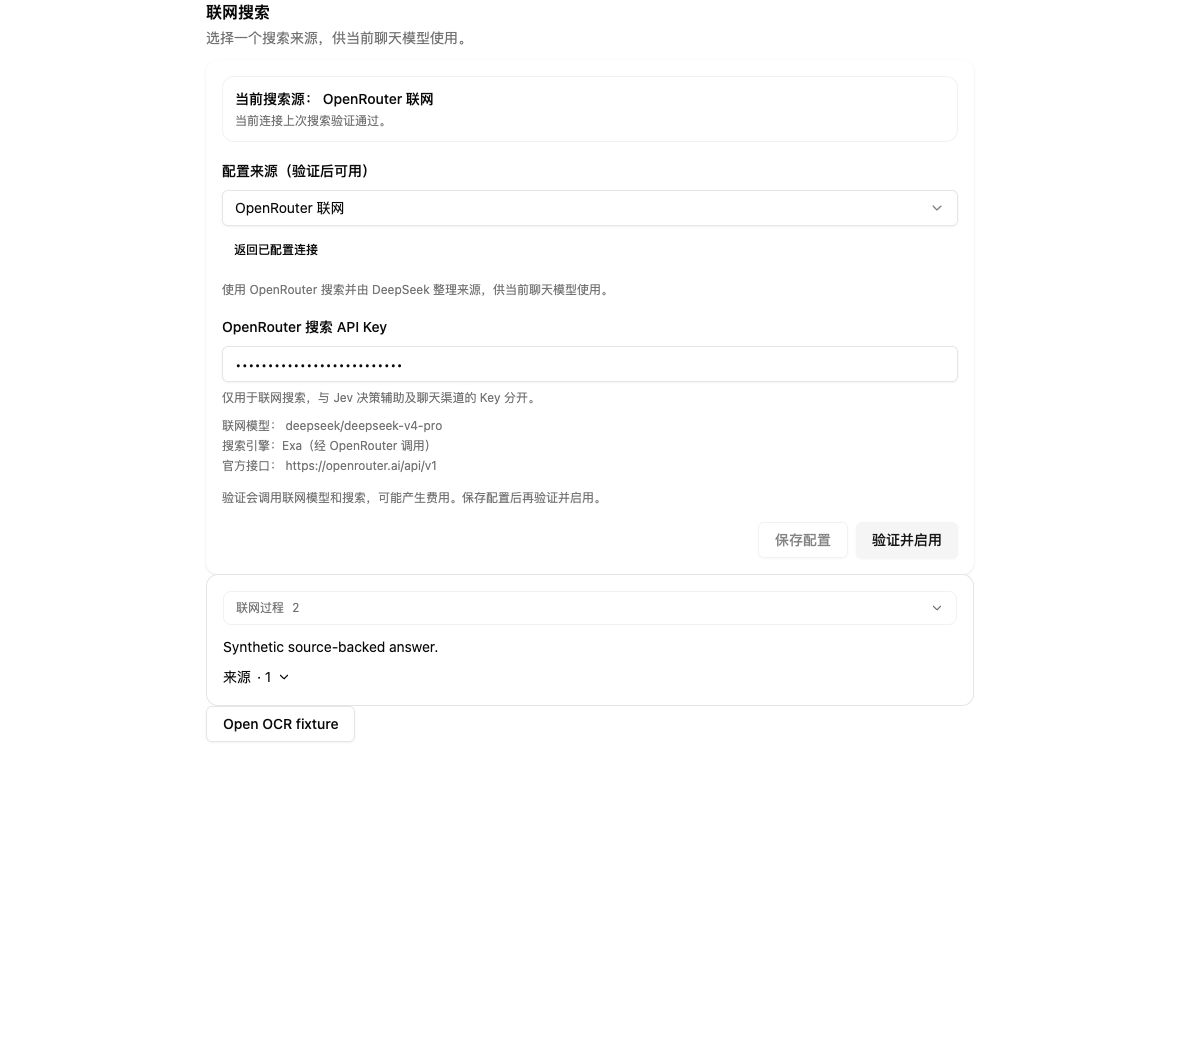 联网搜索
选择一个搜索来源，供当前聊天模型使用。
当前搜索源： OpenRouter 联网
当前连接上次搜索验证通过。
配置来源（验证后可用）
OpenRouter 联网
返回已配置连接
使用 OpenRouter 搜索并由 DeepSeek 整理来源，供当前聊天模型使用。
OpenRouter 搜索 API Key
••••••••••••••••••••••••••
仅用于联网搜索，与 Jev 决策辅助及聊天渠道的 Key 分开。
联网模型： deepseek/deepseek-v4-pro
搜索引擎：Exa（经 OpenRouter 调用）
官方接口： https://openrouter.ai/api/v1
验证会调用联网模型和搜索，可能产生费用。保存配置后再验证并启用。
保存配置 验证并启用
联网过程 2
Synthetic source-backed answer.
来源 · 1
Open OCR fixture